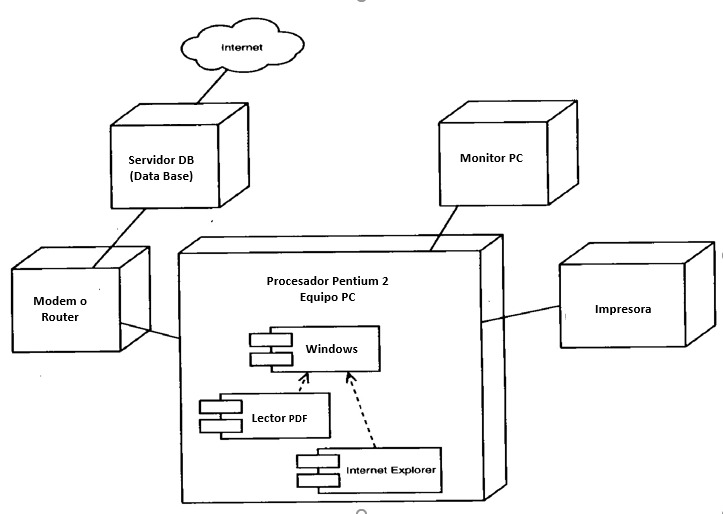 Internet
Servidor DB
(Data Base)
Monitor PC
Modem o
Router
Procesador Pentium 2
Equipo PC
Impresora
Windows
Lector PDF
Internet Explorer